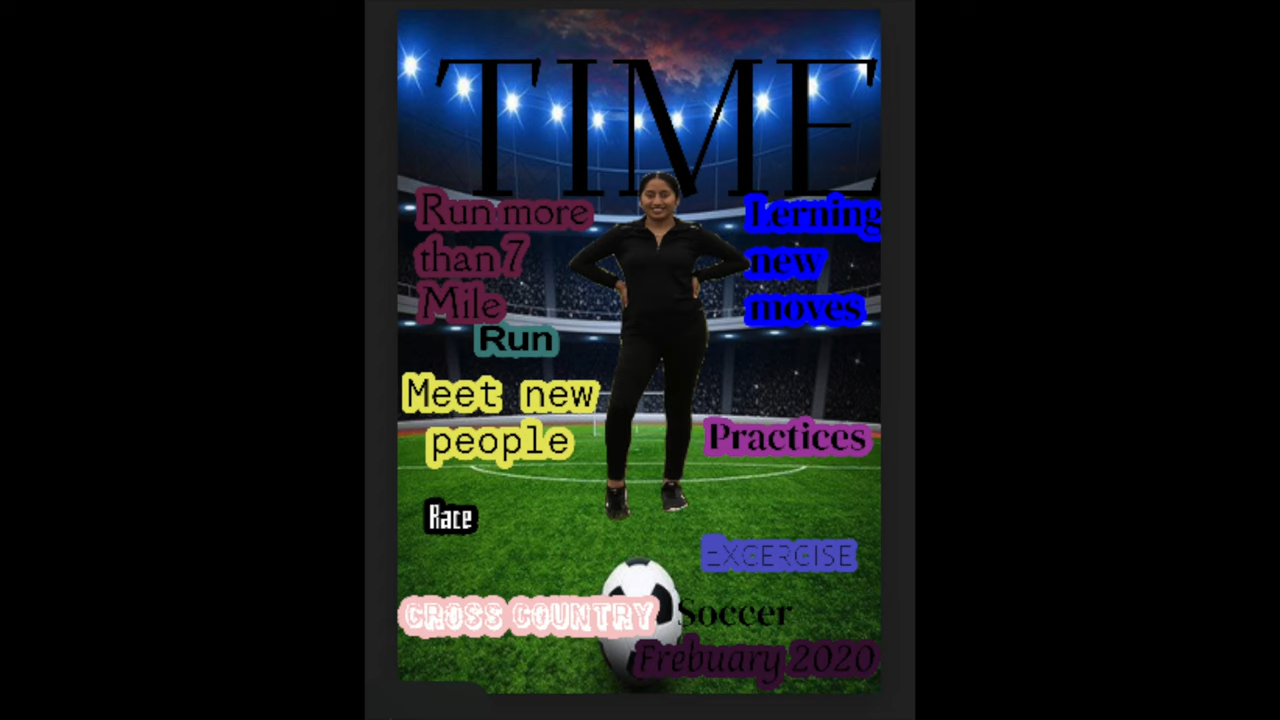 TIME
Run more
than 7
Mile
Run
Lerning
new
moves
Meet new
people
Practices
Race
EXCERCISE
CROSS COUNTRY
Soccer
Frebuary 2020